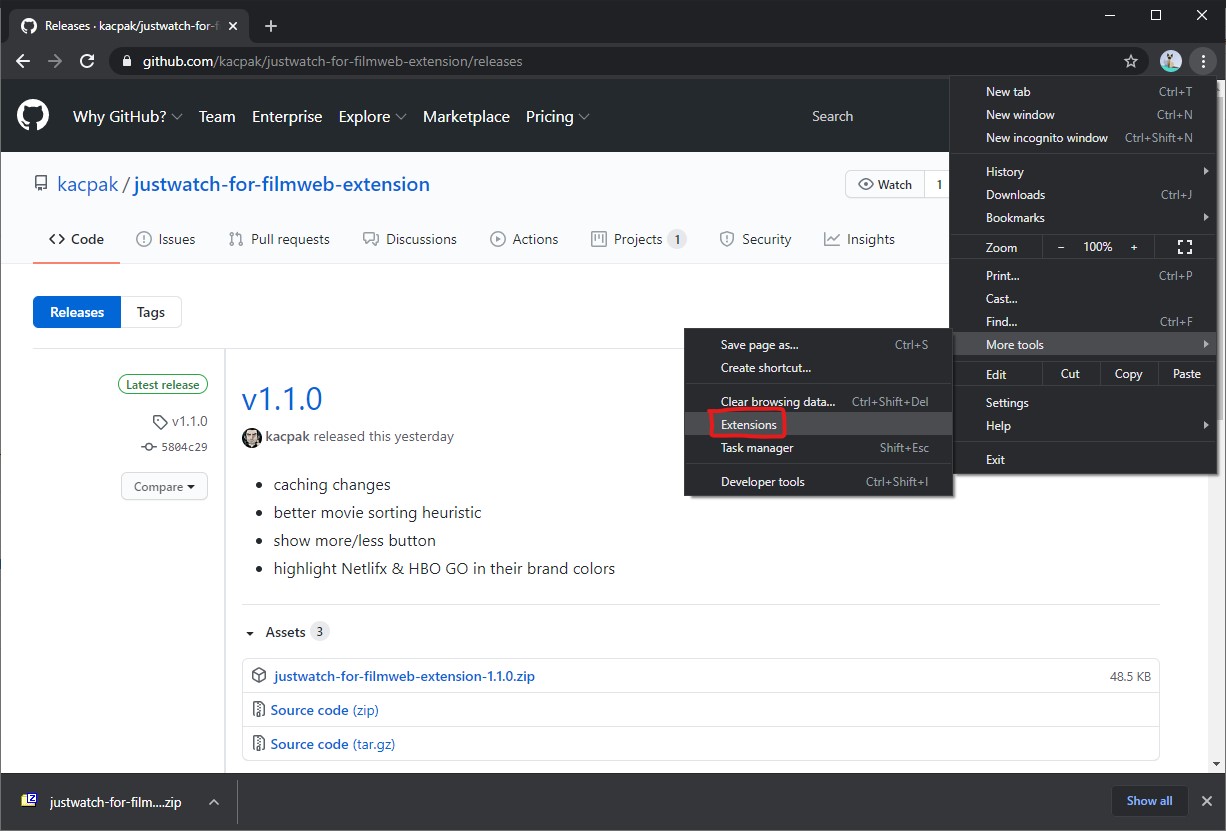 Releases · kacpak/justwatch-for-f
github.com/kacpak/justwatch-for-filmweb-extension/releases
Why GitHub? Team Enterprise Explore Marketplace Pricing Search
kacpak / justwatch-for-filmweb-extension
Watch 1
Code Issues Pull requests Discussions Actions Projects 1 Security Insights
Releases Tags
Latest release
v1.1.0
5804c29
Compare
v1.1.0
kacpak released this yesterday
caching changes
better movie sorting heuristic
show more/less button
highlight Netlifx & HBO GO in their brand colors
Assets 3
justwatch-for-filmweb-extension-1.1.0.zip 48.5 KB
Source code (zip)
Source code (tar.gz)
New tab Ctrl+T
New window Ctrl+N
New incognito window Ctrl+Shift+N
History
Downloads Ctrl+J
Bookmarks
Zoom − 100% +
Print... Ctrl+P
Cast...
Find... Ctrl+F
More tools
Edit Cut Copy Paste
Settings
Help
Exit
Save page as... Ctrl+S
Create shortcut...
Clear browsing data... Ctrl+Shift+Del
Extensions
Task manager Shift+Esc
Developer tools Ctrl+Shift+I
justwatch-for-film....zip
Show all